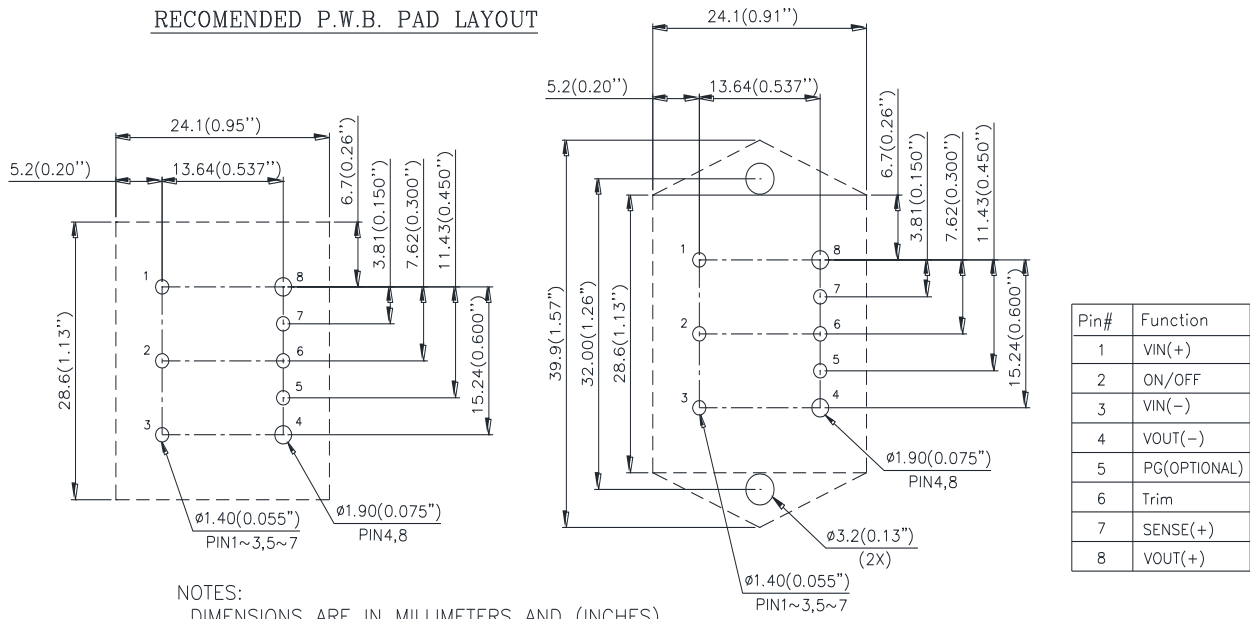 RECOMENDED P.W.B. PAD LAYOUT
24.1(0.95’’)
5.2(0.20’’)
13.64(0.537’’)
6.7(0.26’’)
3.81(0.150’’)
7.62(0.300’’)
11.43(0.450’’)
15.24(0.600’’)
28.6(1.13’’)
1
2
3
8
7
6
5
4
ø1.40(0.055”)
PIN1~3,5~7
ø1.90(0.075”)
PIN4,8
24.1(0.91’’)
5.2(0.20’’)
13.64(0.537’’)
6.7(0.26’’)
3.81(0.150’’)
7.62(0.300’’)
11.43(0.450’’)
15.24(0.600’’)
39.9(1.57”)
32.00(1.26”)
28.6(1.13”)
1
2
3
8
7
6
5
4
ø1.90(0.075”)
PIN4,8
ø3.2(0.13”)
(2X)
ø1.40(0.055”)
PIN1~3,5~7
Pin# Function
1 VIN(+)
2 ON/OFF
3 VIN(−)
4 VOUT(−)
5 PG(OPTIONAL)
6 Trim
7 SENSE(+)
8 VOUT(+)
NOTES:
DIMENSIONS ARE IN MILLIMETERS AND (INCHES)